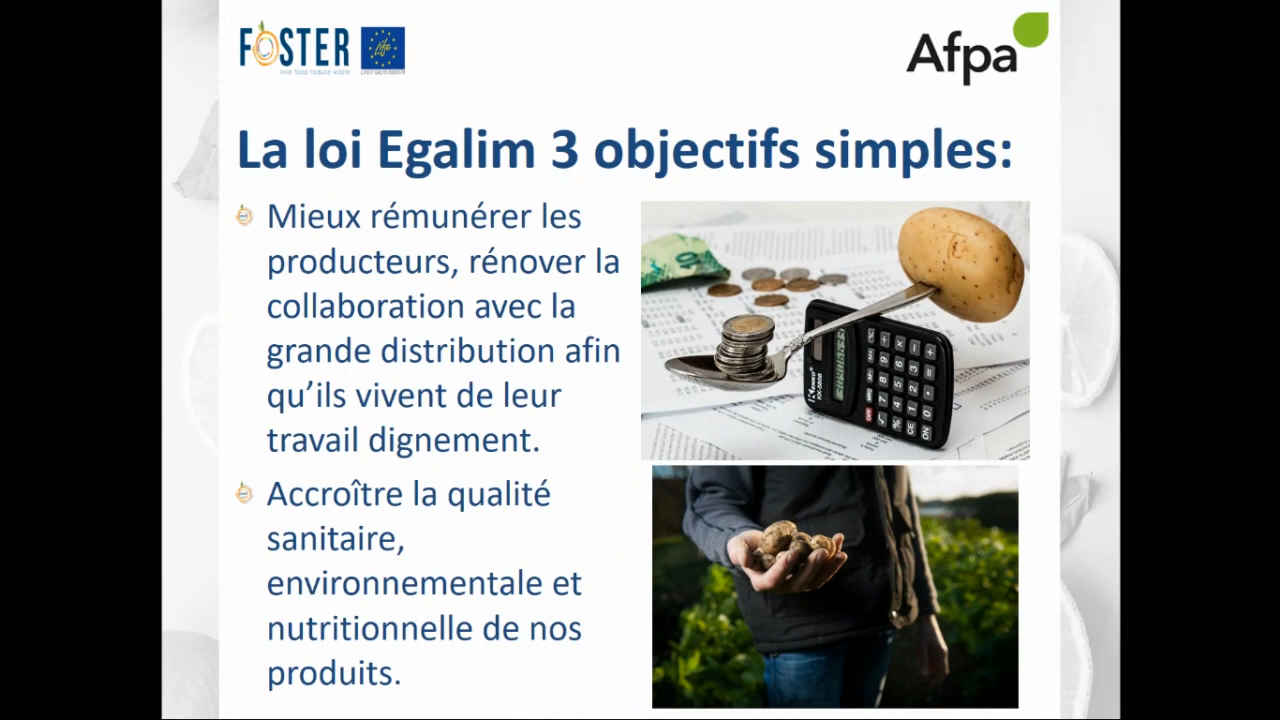 FOSTER
love food reduce waste
Life
Afpa
La loi Egalim 3 objectifs simples:
Mieux rémunérer les
producteurs, rénover la
collaboration avec la
grande distribution afin
qu’ils vivent de leur
travail dignement.
Accroître la qualité
sanitaire,
environnementale et
nutritionnelle de nos
produits.